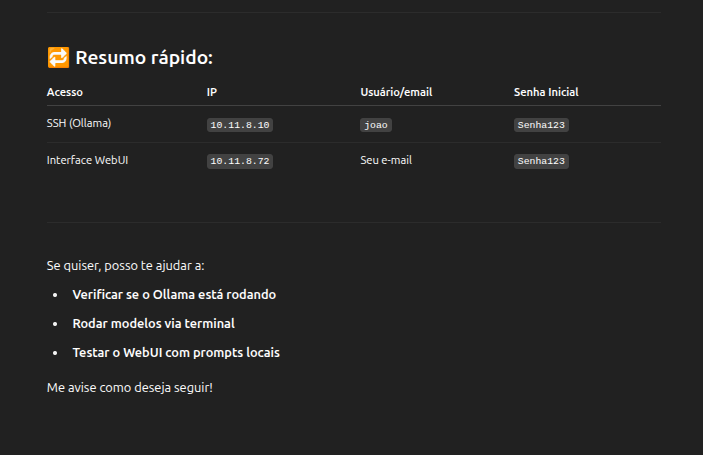 🔁 Resumo rápido:
Acesso IP Usuário/email Senha Inicial
SSH (Ollama) 10.11.8.10 joao Senha123
Interface WebUI 10.11.8.72 Seu e-mail Senha123
Se quiser, posso te ajudar a:
• Verificar se o Ollama está rodando
• Rodar modelos via terminal
• Testar o WebUI com prompts locais
Me avise como deseja seguir!